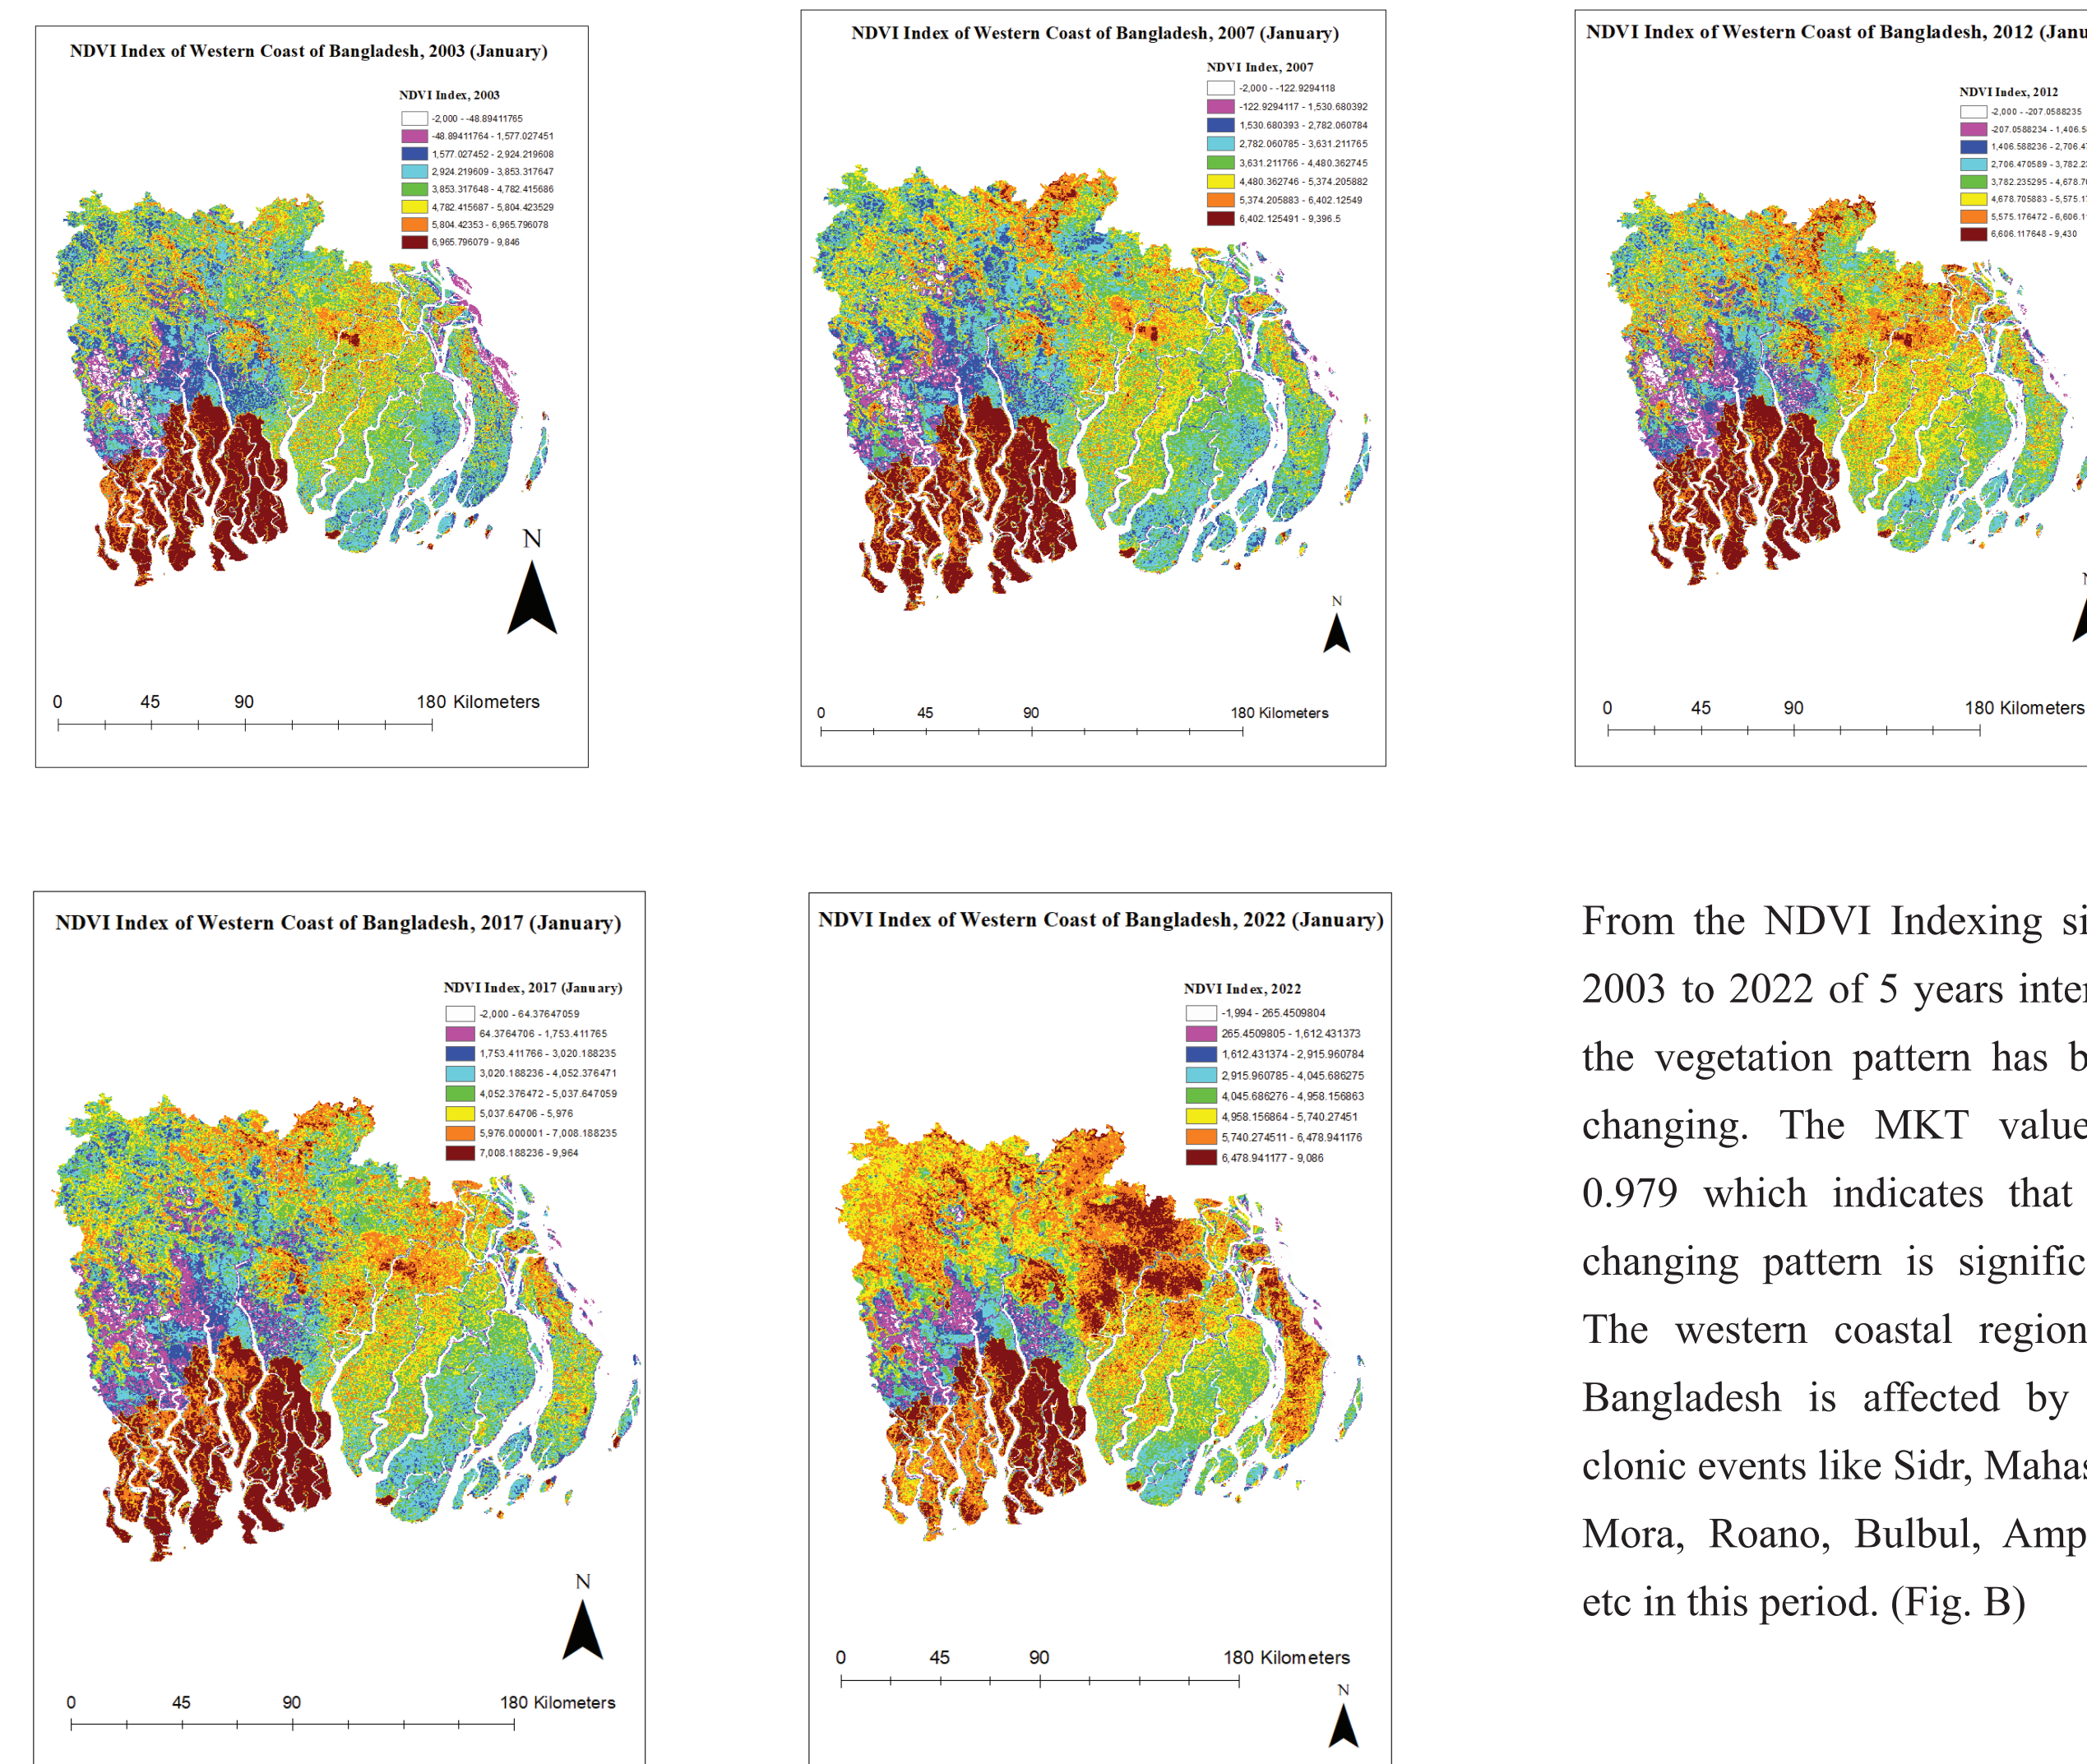 NDVI Index of Western Coast of Bangladesh, 2003 (January)
NDVI Index, 2003
-2,000 - -48.89411765
-48.89411764 - 1,577.027451
1,577.027452 - 2,924.219608
2,924.219609 - 3,853.317647
3,853.317648 - 4,782.415686
4,782.415687 - 5,804.423529
5,804.42353 - 6,965.796078
6,965.796079 - 9,846
N
0 45 90 180 Kilometers
NDVI Index of Western Coast of Bangladesh, 2007 (January)
NDVI Index, 2007
-2,000 - -122.9294118
-122.9294117 - 1,530.680392
1,530.680393 - 2,782.060784
2,782.060785 - 3,631.211765
3,631.211766 - 4,480.362745
4,480.362746 - 5,374.205882
5,374.205883 - 6,402.12549
6,402.125491 - 9,396.5
N
0 45 90 180 Kilometers
NDVI Index of Western Coast of Bangladesh, 2012 (Janu
NDVI Index, 2012
-2,000 - -207.0588235
-207.0588234 - 1,406.5
1,406.588236 - 2,706.47
2,706.470589 - 3,782.23
3,782.235295 - 4,678.70
4,678.705883 - 5,575.17
5,575.176472 - 6,606.11
6,606.117648 - 9,430
0 45 90 180 Kilometers
NDVI Index of Western Coast of Bangladesh, 2017 (January)
NDVI Index, 2017 (January)
-2,000 - 64.37647059
64.3764706 - 1,753.411765
1,753.411766 - 3,020.188235
3,020.188236 - 4,052.376471
4,052.376472 - 5,037.647059
5,037.64706 - 5,976
5,976.000001 - 7,008.188235
7,008.188236 - 9,964
N
0 45 90 180 Kilometers
NDVI Index of Western Coast of Bangladesh, 2022 (January)
NDVI Index, 2022
-1,994 - 265.4509804
265.4509805 - 1,612.431373
1,612.431374 - 2,915.960784
2,915.960785 - 4,045.686275
4,045.686276 - 4,958.156863
4,958.156864 - 5,740.27451
5,740.274511 - 6,478.941176
6,478.941177 - 9,086
0 45 90 180 Kilometers
N
From the NDVI Indexing si
2003 to 2022 of 5 years inter
the vegetation pattern has b
changing. The MKT value
0.979 which indicates that
changing pattern is signific
The western coastal region
Bangladesh is affected by
clonic events like Sidr, Mahas
Mora, Roano, Bulbul, Amp
etc in this period. (Fig. B)